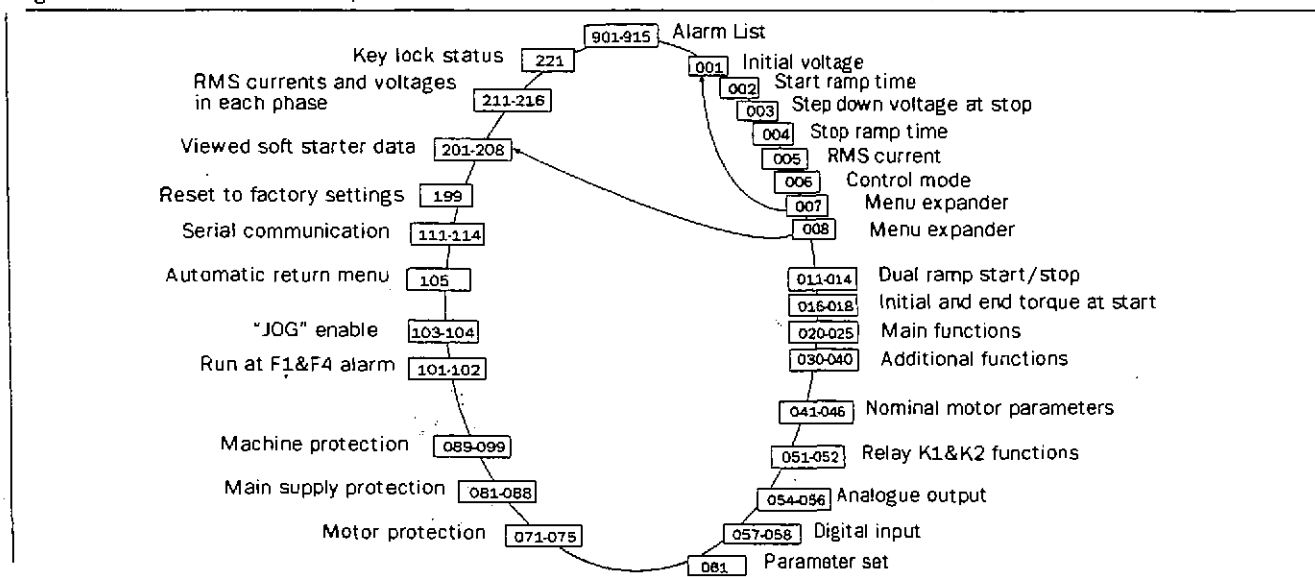 901-915 Alarm List
Key lock status 221
001 Initial voltage
RMS currents and voltages
in each phase 211-216
002 Start ramp time
003 Step down voltage at stop
004 Stop ramp time
Viewed soft starter data 201-208
005 RMS current
006 Control mode
Reset to factory settings 199
007 Menu expander
Serial communication 111-114
008 Menu expander
Automatic return menu 105
011-014 Dual ramp start/stop
016-018 Initial and end torque at start
"JOG" enable 103-104
020-025 Main functions
Run at F1&F4 alarm 101-102
030-040 Additional functions
041-046 Nominal motor parameters
Machine protection 089-099
051-052 Relay K1&K2 functions
Main supply protection 081-088
054-056 Analogue output
Motor protection 071-075
057-058 Digital input
061 Parameter set